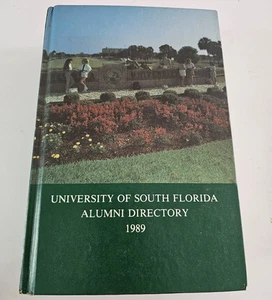 UNIVERSITY OF SOUTH FLORIDA
ALUMNI DIRECTORY
1989